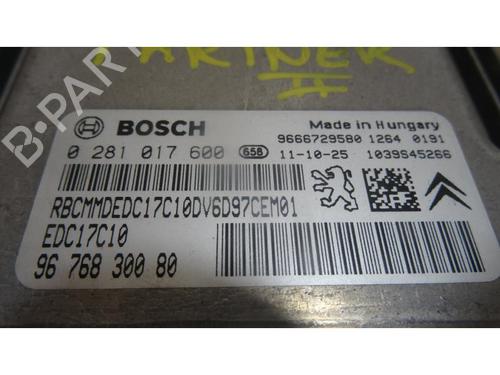 ARTNER
II
BOSCH
Made in Hungary
9666729580 1264 0191
0 281 017 600 658 11-10-25 1039S45266
RBCMMDEDC17C10DV6D97CEM01
EDC17C10
96 768 300 80
B-PARTS